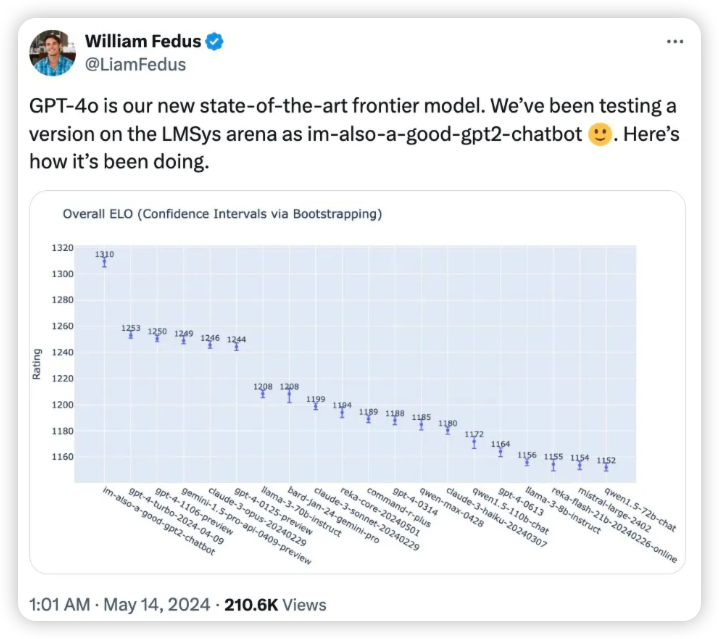 William Fedus
@LiamFedus
GPT-4o is our new state-of-the-art frontier model. We’ve been testing a
version on the LMSys arena as im-also-a-good-gpt2-chatbot 🙂. Here’s
how it’s been doing.
Overall ELO (Confidence Intervals via Bootstrapping)
Rating
1320
1300
1280
1260
1240
1220
1200
1180
1160
1310
1253
1250
1249
1246
1244
1208
1208
1199
1194
1189
1188
1185
1180
1172
1164
1156
1155
1154
1152
im-also-a-good-gpt2-chatbot
gpt-4-turbo-2024-04-09
gpt-4-1106-preview
gemini-1.5-pro-api-0409-preview
claude-3-opus-20240229
gpt-4-0125-preview
llama-3-70b-instruct
bard-jan-24-gemini-pro
claude-3-sonnet-20240229
reka-core-20240501
command-r-plus
gpt-4-0314
qwen-max-0428
claude-3-haiku-20240307
qwen1.5-110b-chat
gpt-4-0613
llama-3-8b-instruct
reka-flash-21b-20240226-online
mistral-large-2402
qwen1.5-72b-chat
1:01 AM · May 14, 2024 · 210.6K Views